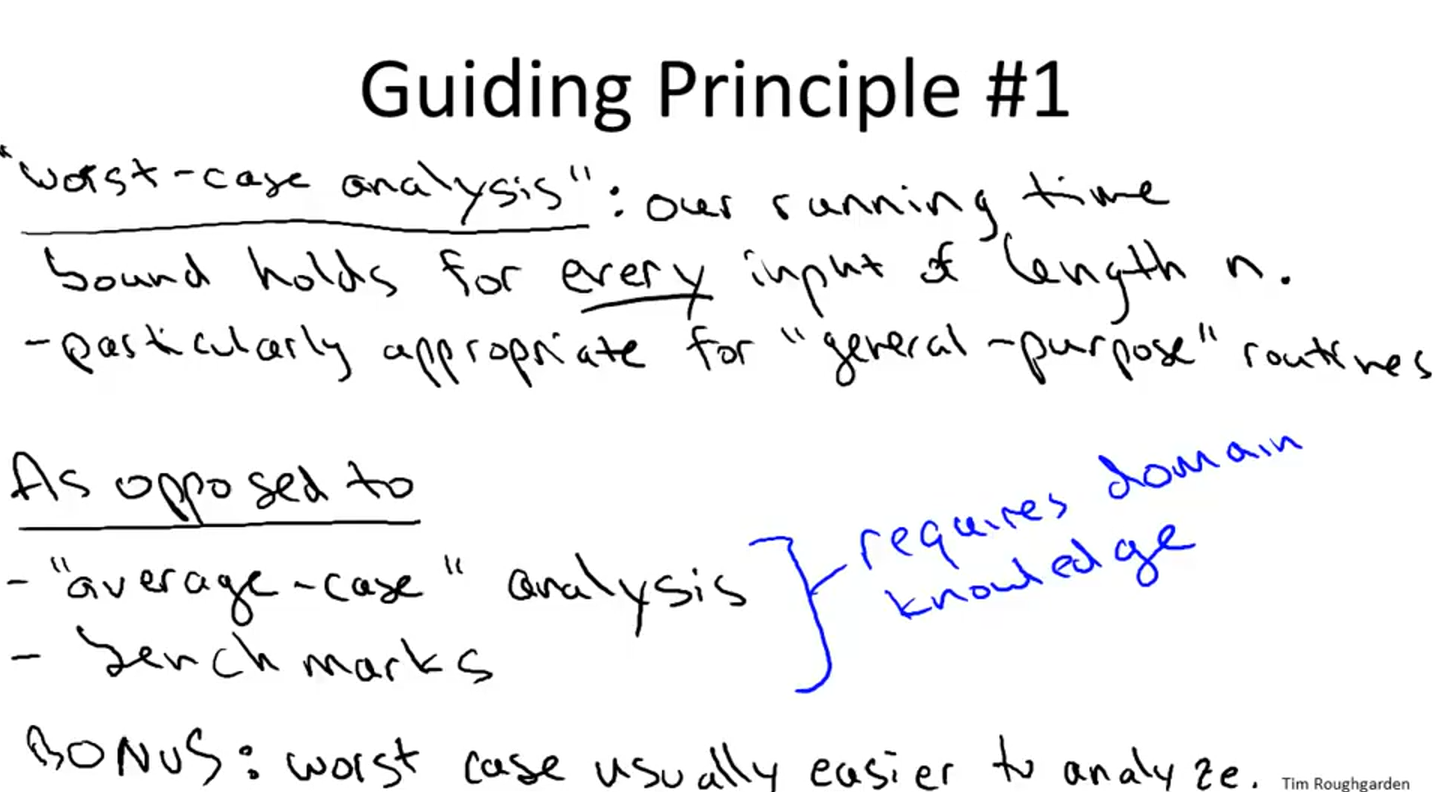 Guiding Principle #1
"worst-case analysis" : our running time
bound holds for every input of length n.
- particularly appropriate for "general-purpose" routines
As opposed to
- "average-case" analysis
- benchmarks
requires domain
knowledge
BONUS: worst case usually easier to analyze.
Tim Roughgarden